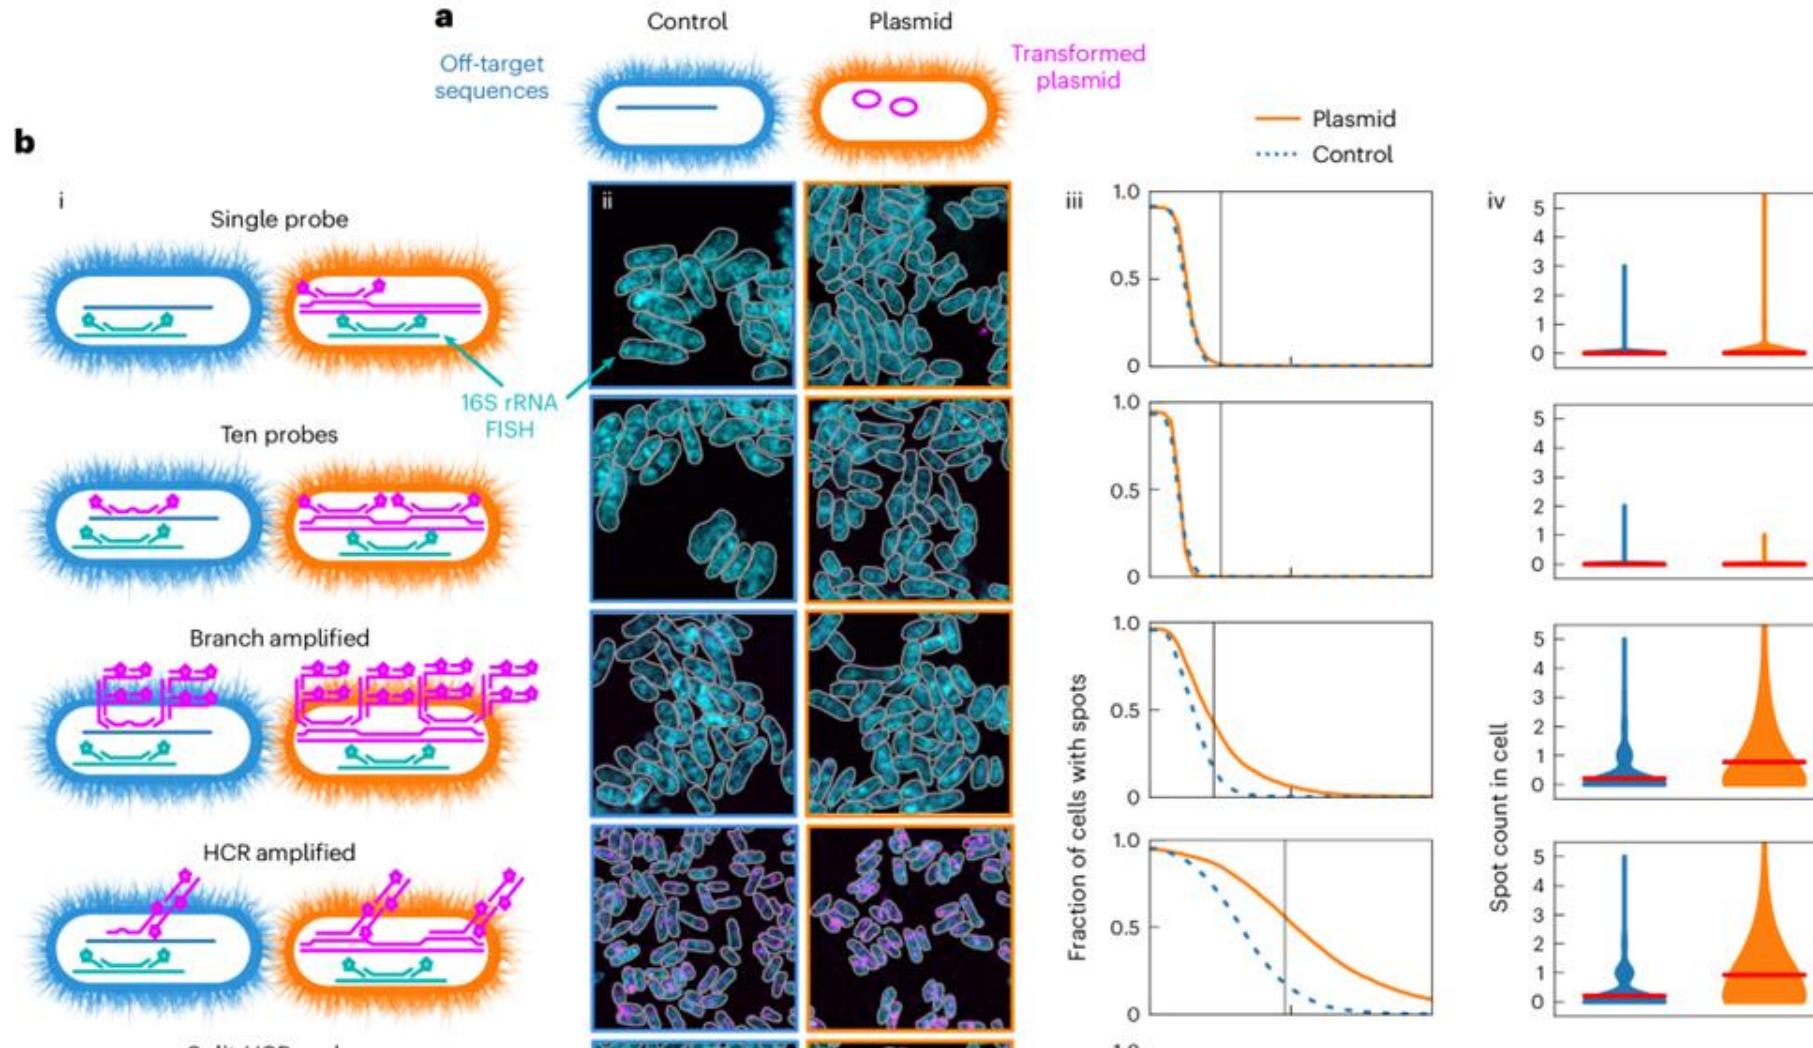 a
Control
Plasmid
Off-target
sequences
Transformed
plasmid
b
Plasmid
Control
i
Single probe
ii
iii
1.0
0.5
0
iv
5
4
3
2
1
0
16S rRNA
FISH
Ten probes
1.0
0.5
0
5
4
3
2
1
0
Branch amplified
1.0
0.5
0
5
4
3
2
1
0
HCR amplified
1.0
0.5
0
5
4
3
2
1
0
Fraction of cells with spots
Spot count in cell
1.0